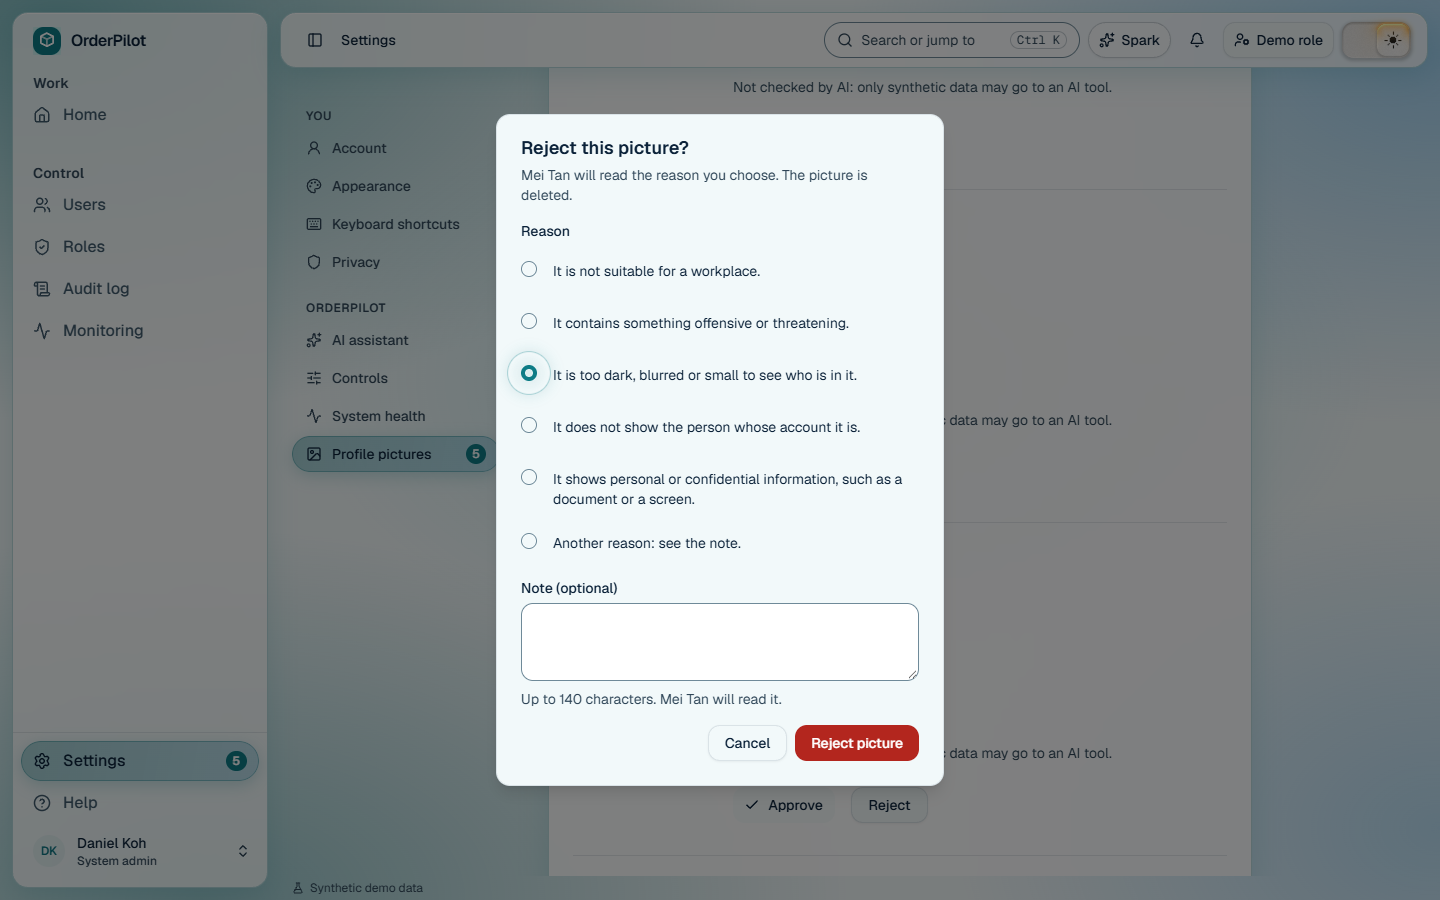 OrderPilot
Work
Home
Control
Users
Roles
Audit log
Monitoring
Settings
5
Help
DK
Daniel Koh
System admin
Settings
Search or jump to
Ctrl K
Spark
Demo role
YOU
Account
Appearance
Keyboard shortcuts
Privacy
ORDERPILOT
AI assistant
Controls
System health
Profile pictures
5
Not checked by AI: only synthetic data may go to an AI tool.
Reject this picture?
Mei Tan will read the reason you choose. The picture is
deleted.
Reason
It is not suitable for a workplace.
It contains something offensive or threatening.
It is too dark, blurred or small to see who is in it.
It does not show the person whose account it is.
It shows personal or confidential information, such as a
document or a screen.
Another reason: see the note.
Note (optional)
Up to 140 characters. Mei Tan will read it.
Cancel
Reject picture
data may go to an AI tool.
data may go to an AI tool.
Approve
Reject
Synthetic demo data